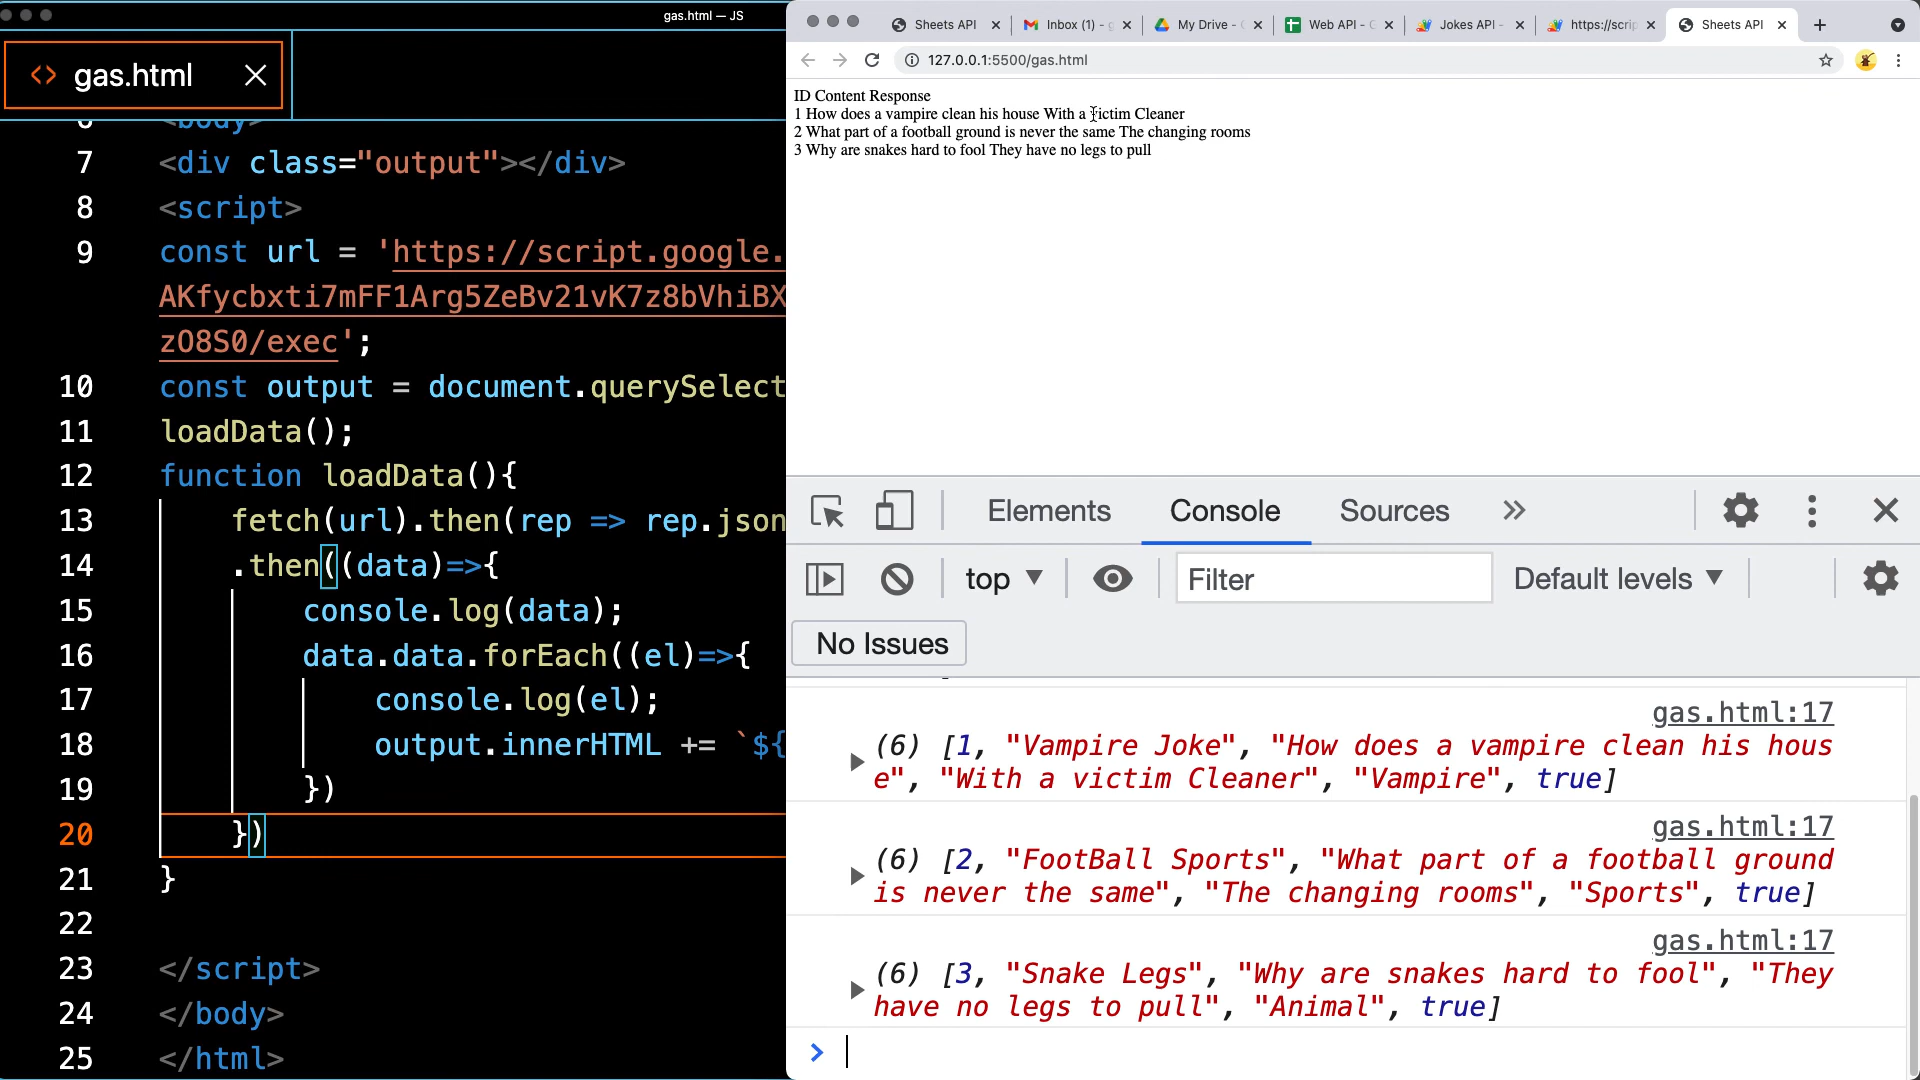 gas.html — JS
<> gas.html
6 <body>
7 <div class="output"></div>
8 <script>
9 const url = 'https://script.google.
AKfycbxti7mFF1Arg5ZeBv21vK7z8bVhiBX
zO8S0/exec';
10 const output = document.querySelect
11 loadData();
12 function loadData(){
13 fetch(url).then(rep => rep.json
14 .then((data)=>{
15 console.log(data);
16 data.data.forEach((el)=>{
17 console.log(el);
18 output.innerHTML += `${
19 })
20 })
21 }
22
23 </script>
24 </body>
25 </html>
Sheets API Inbox (1) - My Drive - Web API - Jokes API - https://scrip Sheets API
127.0.0.1:5500/gas.html
ID Content Response
1 How does a vampire clean his house With a victim Cleaner
2 What part of a football ground is never the same The changing rooms
3 Why are snakes hard to fool They have no legs to pull
Elements Console Sources »
top Filter Default levels
No Issues
gas.html:17
(6) [1, "Vampire Joke", "How does a vampire clean his hous
e", "With a victim Cleaner", "Vampire", true]
gas.html:17
(6) [2, "FootBall Sports", "What part of a football ground
is never the same", "The changing rooms", "Sports", true]
gas.html:17
(6) [3, "Snake Legs", "Why are snakes hard to fool", "They
have no legs to pull", "Animal", true]
>